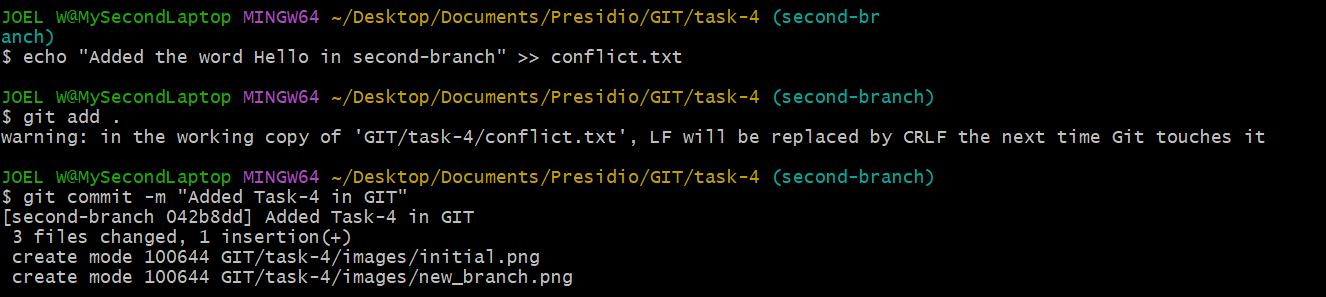 JOEL W@MySecondLaptop MINGW64 ~/Desktop/Documents/Presidio/GIT/task-4 (second-br
anch)
$ echo "Added the word Hello in second-branch" >> conflict.txt
JOEL W@MySecondLaptop MINGW64 ~/Desktop/Documents/Presidio/GIT/task-4 (second-branch)
$ git add .
warning: in the working copy of 'GIT/task-4/conflict.txt', LF will be replaced by CRLF the next time Git touches it
JOEL W@MySecondLaptop MINGW64 ~/Desktop/Documents/Presidio/GIT/task-4 (second-branch)
$ git commit -m "Added Task-4 in GIT"
[second-branch 042b8dd] Added Task-4 in GIT
 3 files changed, 1 insertion(+)
 create mode 100644 GIT/task-4/images/initial.png
 create mode 100644 GIT/task-4/images/new_branch.png